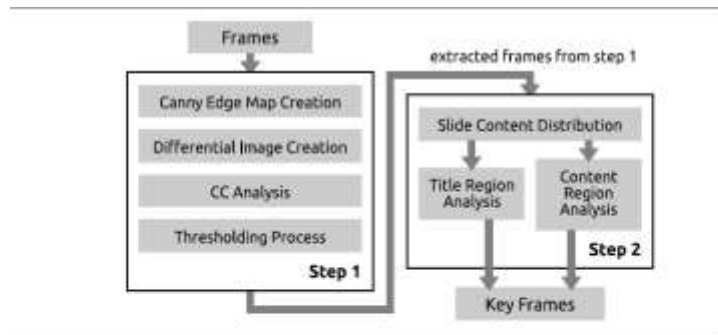 Frames
Canny Edge Map Creation
Differential Image Creation
CC Analysis
Thresholding Process
Step 1
extracted frames from step 1
Slide Content Distribution
Title Region
Analysis
Content
Region
Analysis
Step 2
Key Frames